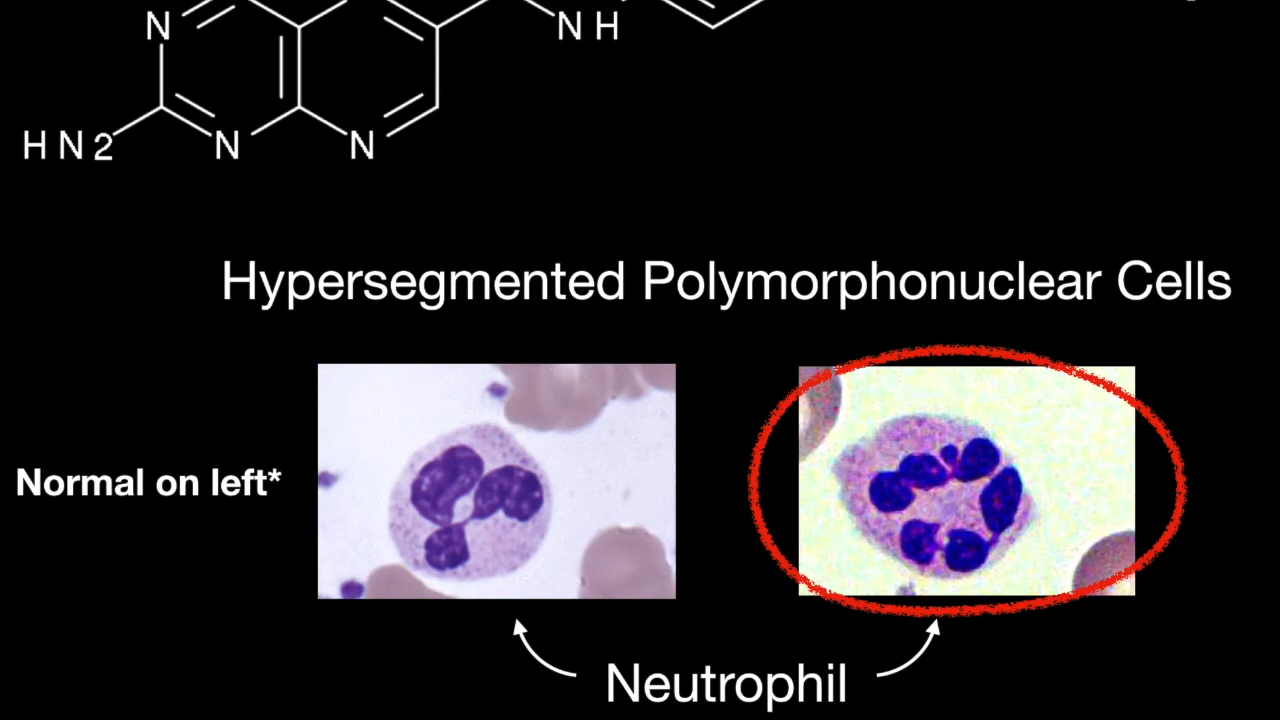 N
NH
HN2
N
N
Hypersegmented Polymorphonuclear Cells
Normal on left*
Neutrophil